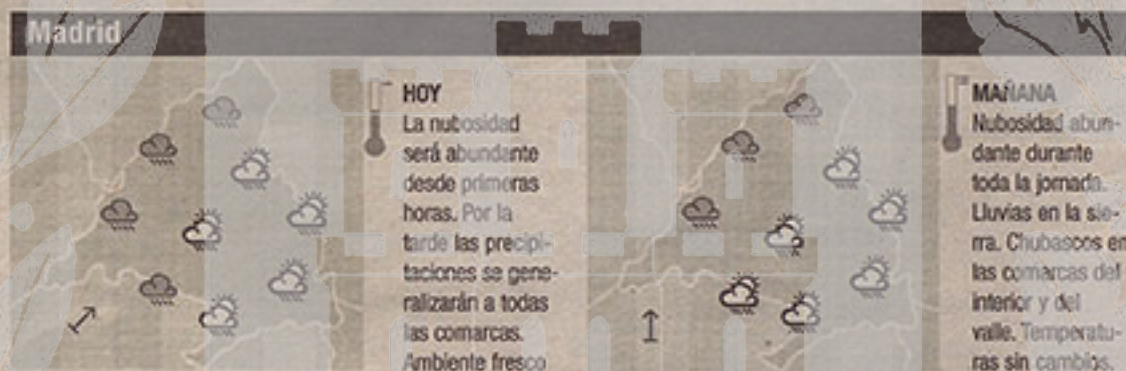 Madrid
HOY
La nubosidad
será abundante
desde primeras
horas. Por la
tarde las precipi-
taciones se gene-
ralizarán a todas
las comarcas.
Ambiente fresco
MAÑANA
Nubosidad abun-
dante durante
toda la jornada.
Lluvias en la sie-
rra. Chubascos en
las comarcas del
interior y del
valle. Temperatu-
ras sin cambios.